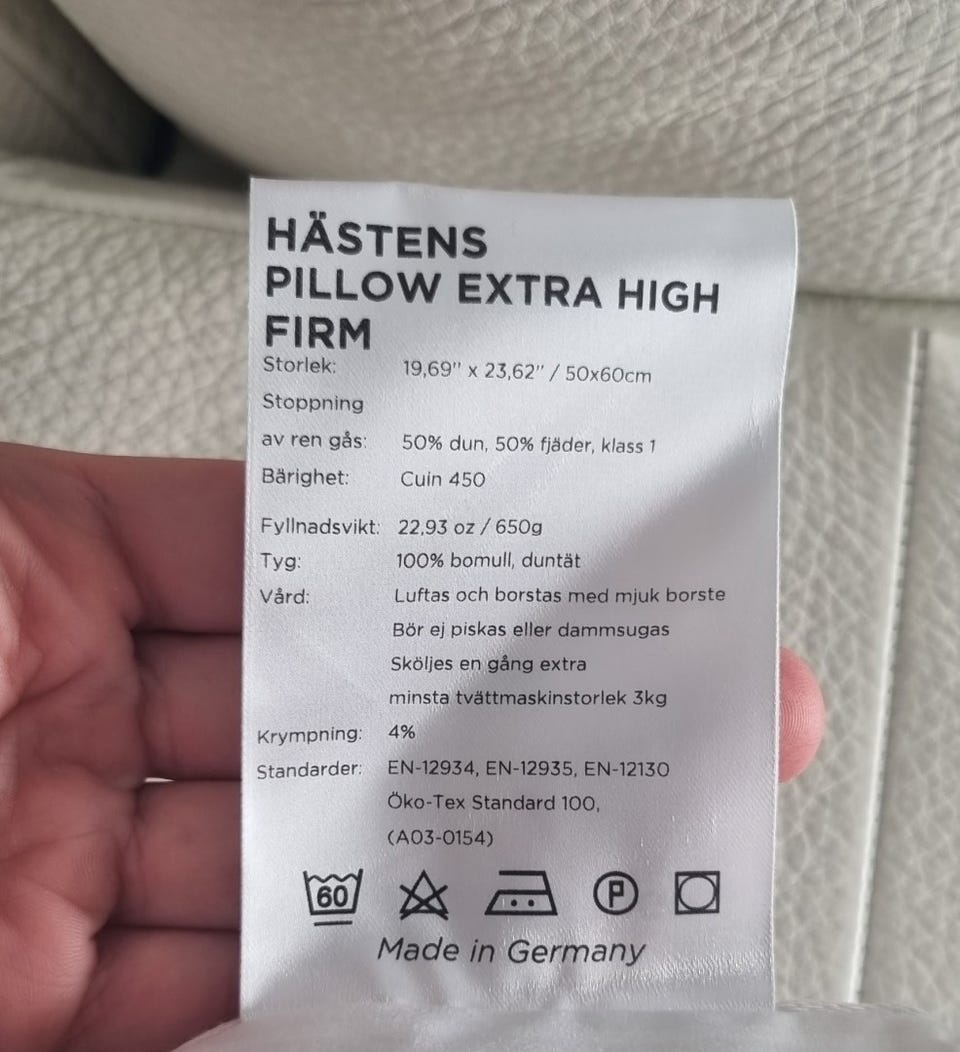 HÄSTENS
PILLOW EXTRA HIGH
FIRM
Storlek: 19,69" x 23,62" / 50x60cm
Stoppning
av ren gås: 50% dun, 50% fjäder, klass 1
Bärighet: Cuin 450
Fyllnadsvikt: 22,93 oz / 650g
Tyg: 100% bomull, duntät
Vård: Luftas och borstas med mjuk borste
Bör ej piskas eller dammsugas
Sköljes en gång extra
minsta tvättmaskinstorlek 3kg
Krympning: 4%
Standarder: EN-12934, EN-12935, EN-12130
Öko-Tex Standard 100,
(A03-0154)
60 P
Made in Germany